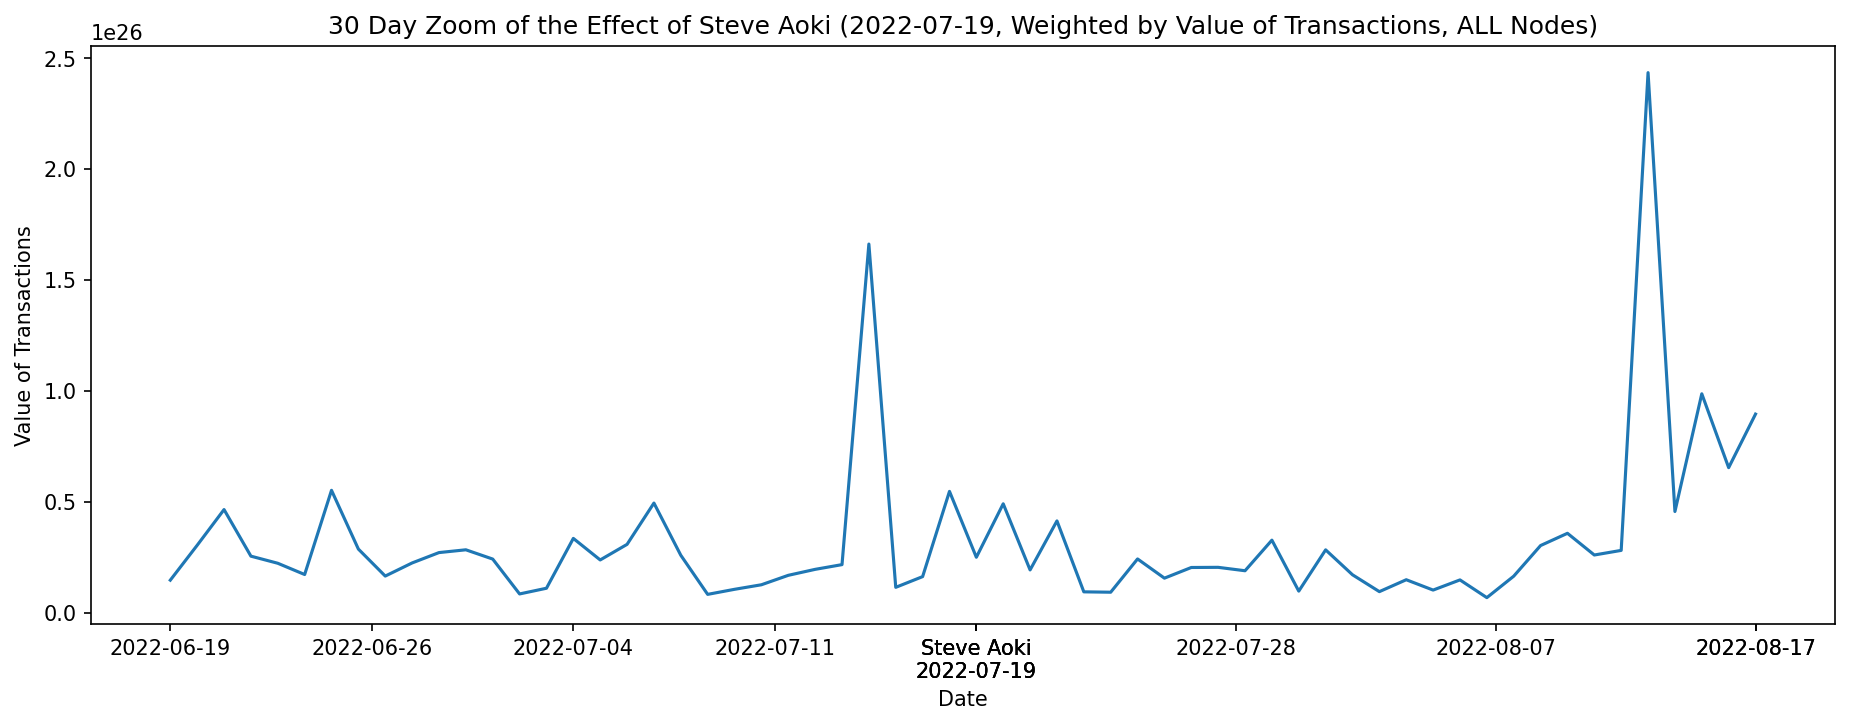 30 Day Zoom of the Effect of Steve Aoki (2022-07-19, Weighted by Value of Transactions, ALL Nodes)
1e26
2.5
2.0
1.5
1.0
0.5
0.0
Value of Transactions
2022-06-19 2022-06-26 2022-07-04 2022-07-11 Steve Aoki 2022-07-28 2022-08-07 2022-08-17
2022-07-19
Date